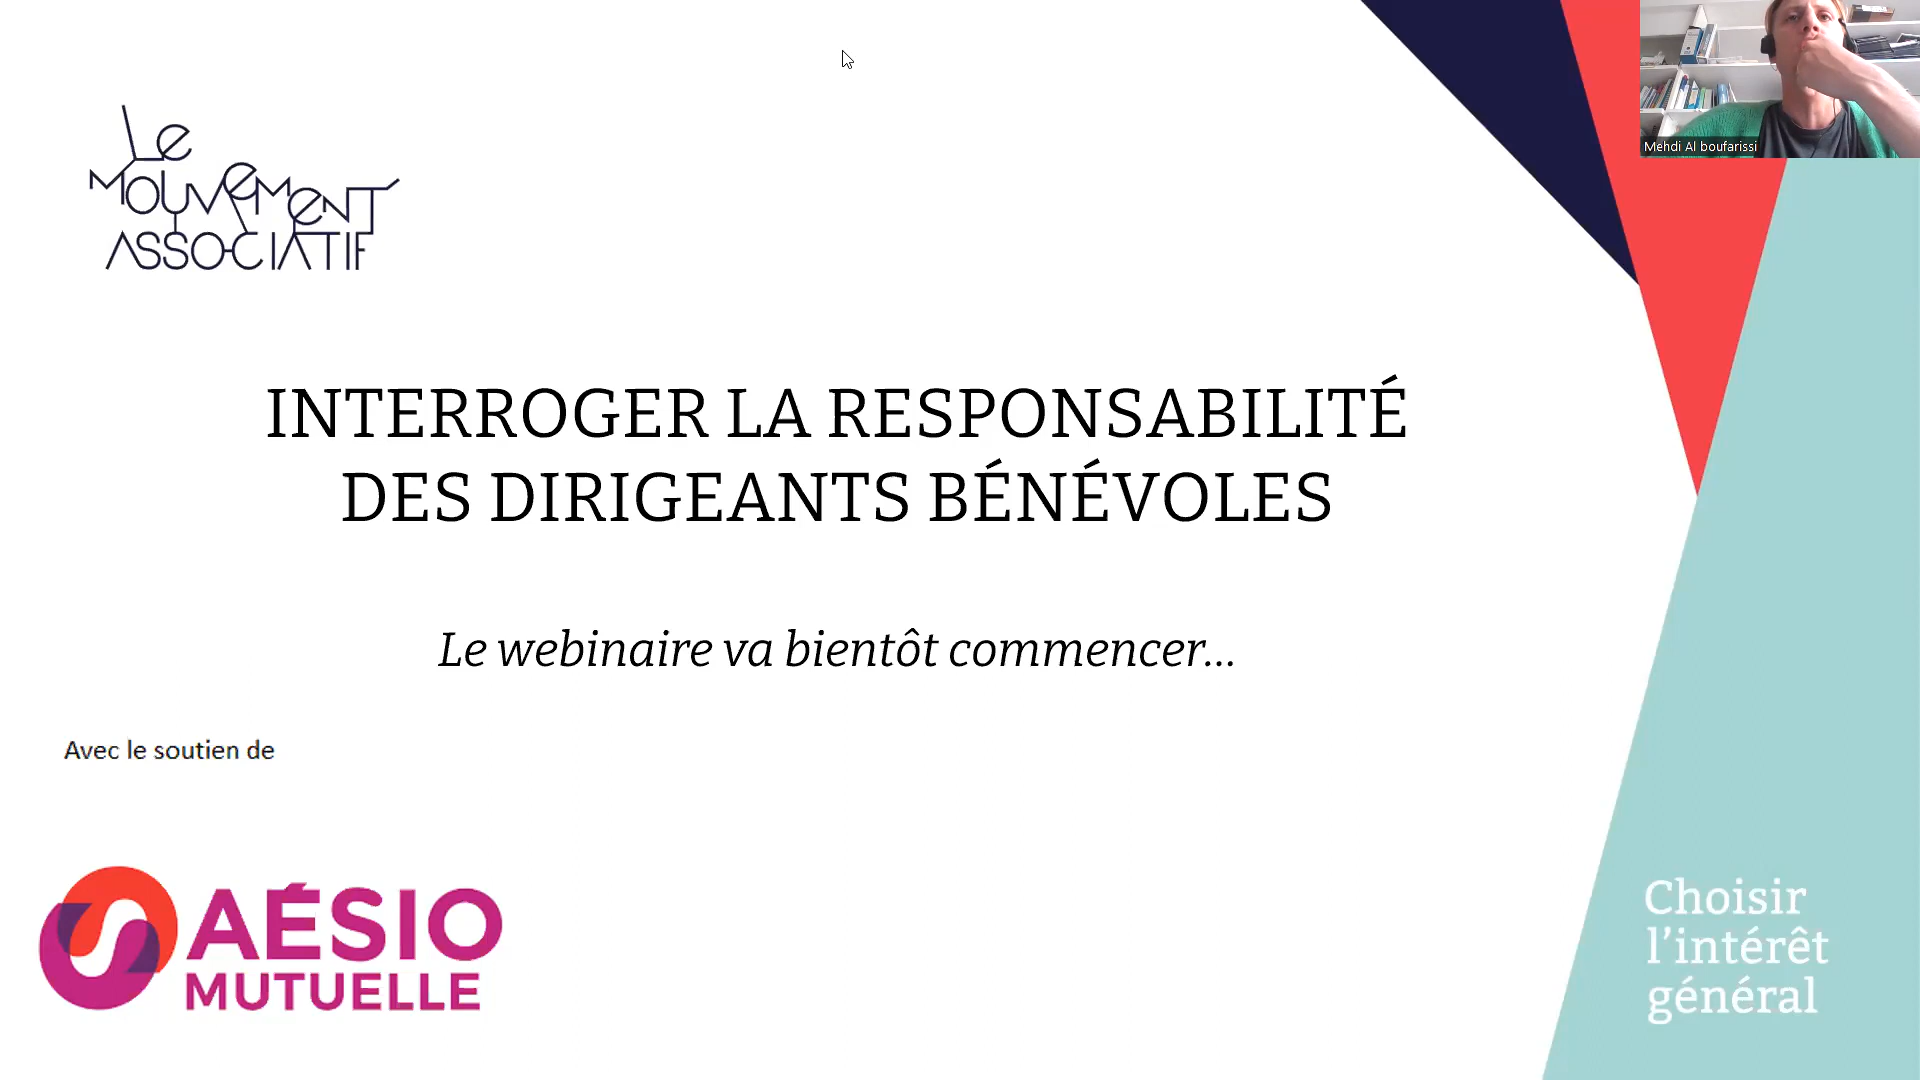 Le
Mouvement
Associatif
Mehdi Al boufarissi
INTERROGER LA RESPONSABILITÉ
DES DIRIGEANTS BÉNÉVOLES
Le webinaire va bientôt commencer...
Avec le soutien de
AÉSIO
MUTUELLE
Choisir
l'intérêt
général